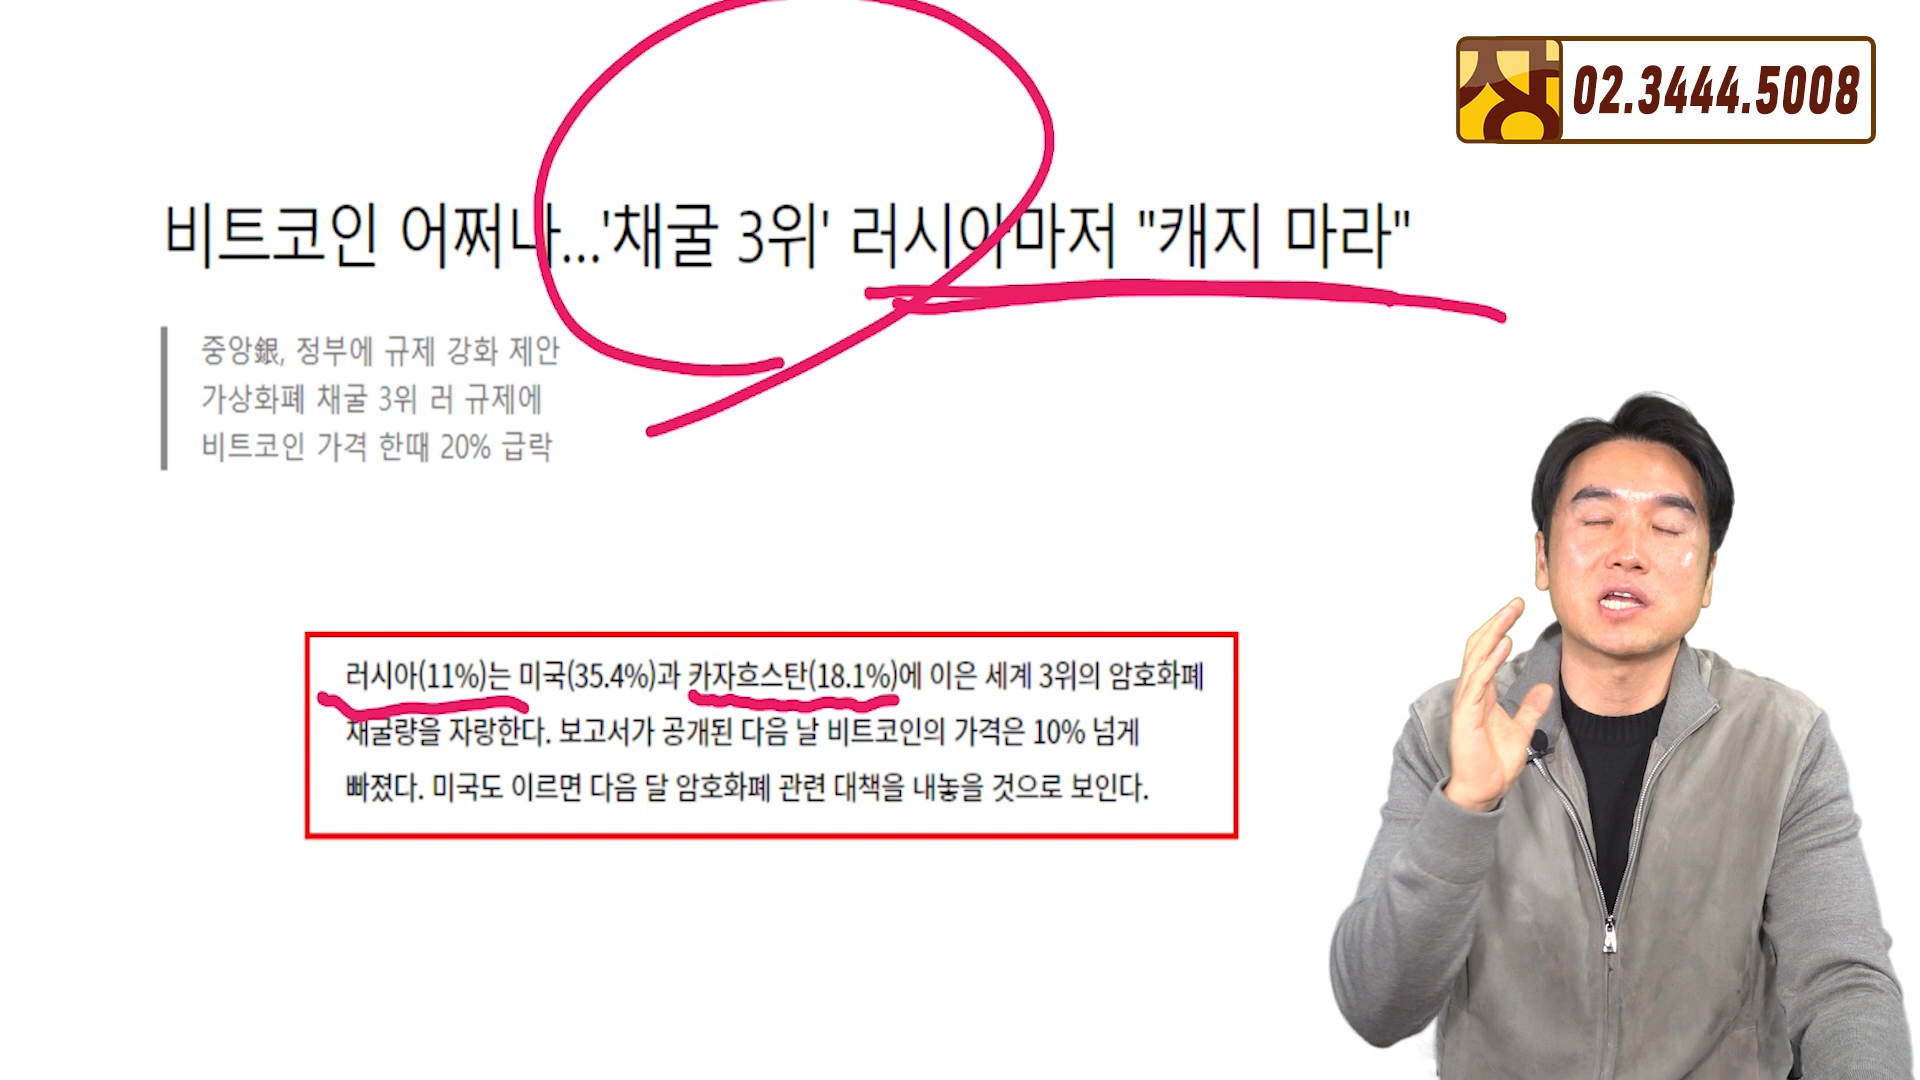 상 02.3444.5008
비트코인 어쩌나...'채굴 3위' 러시아마저 "캐지 마라"
중앙銀, 정부에 규제 강화 제안
가상화폐 채굴 3위 러 규제에
비트코인 가격 한때 20% 급락
러시아(11%)는 미국(35.4%)과 카자흐스탄(18.1%)에 이은 세계 3위의 암호화폐
채굴량을 자랑한다. 보고서가 공개된 다음 날 비트코인의 가격은 10% 넘게
빠졌다. 미국도 이르면 다음 달 암호화폐 관련 대책을 내놓을 것으로 보인다.